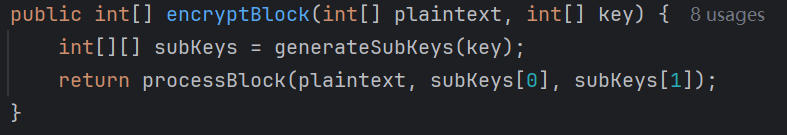 public int[] encryptBlock(int[] plaintext, int[] key) { 8 usages
    int[][] subKeys = generateSubKeys(key);
    return processBlock(plaintext, subKeys[0], subKeys[1]);
}